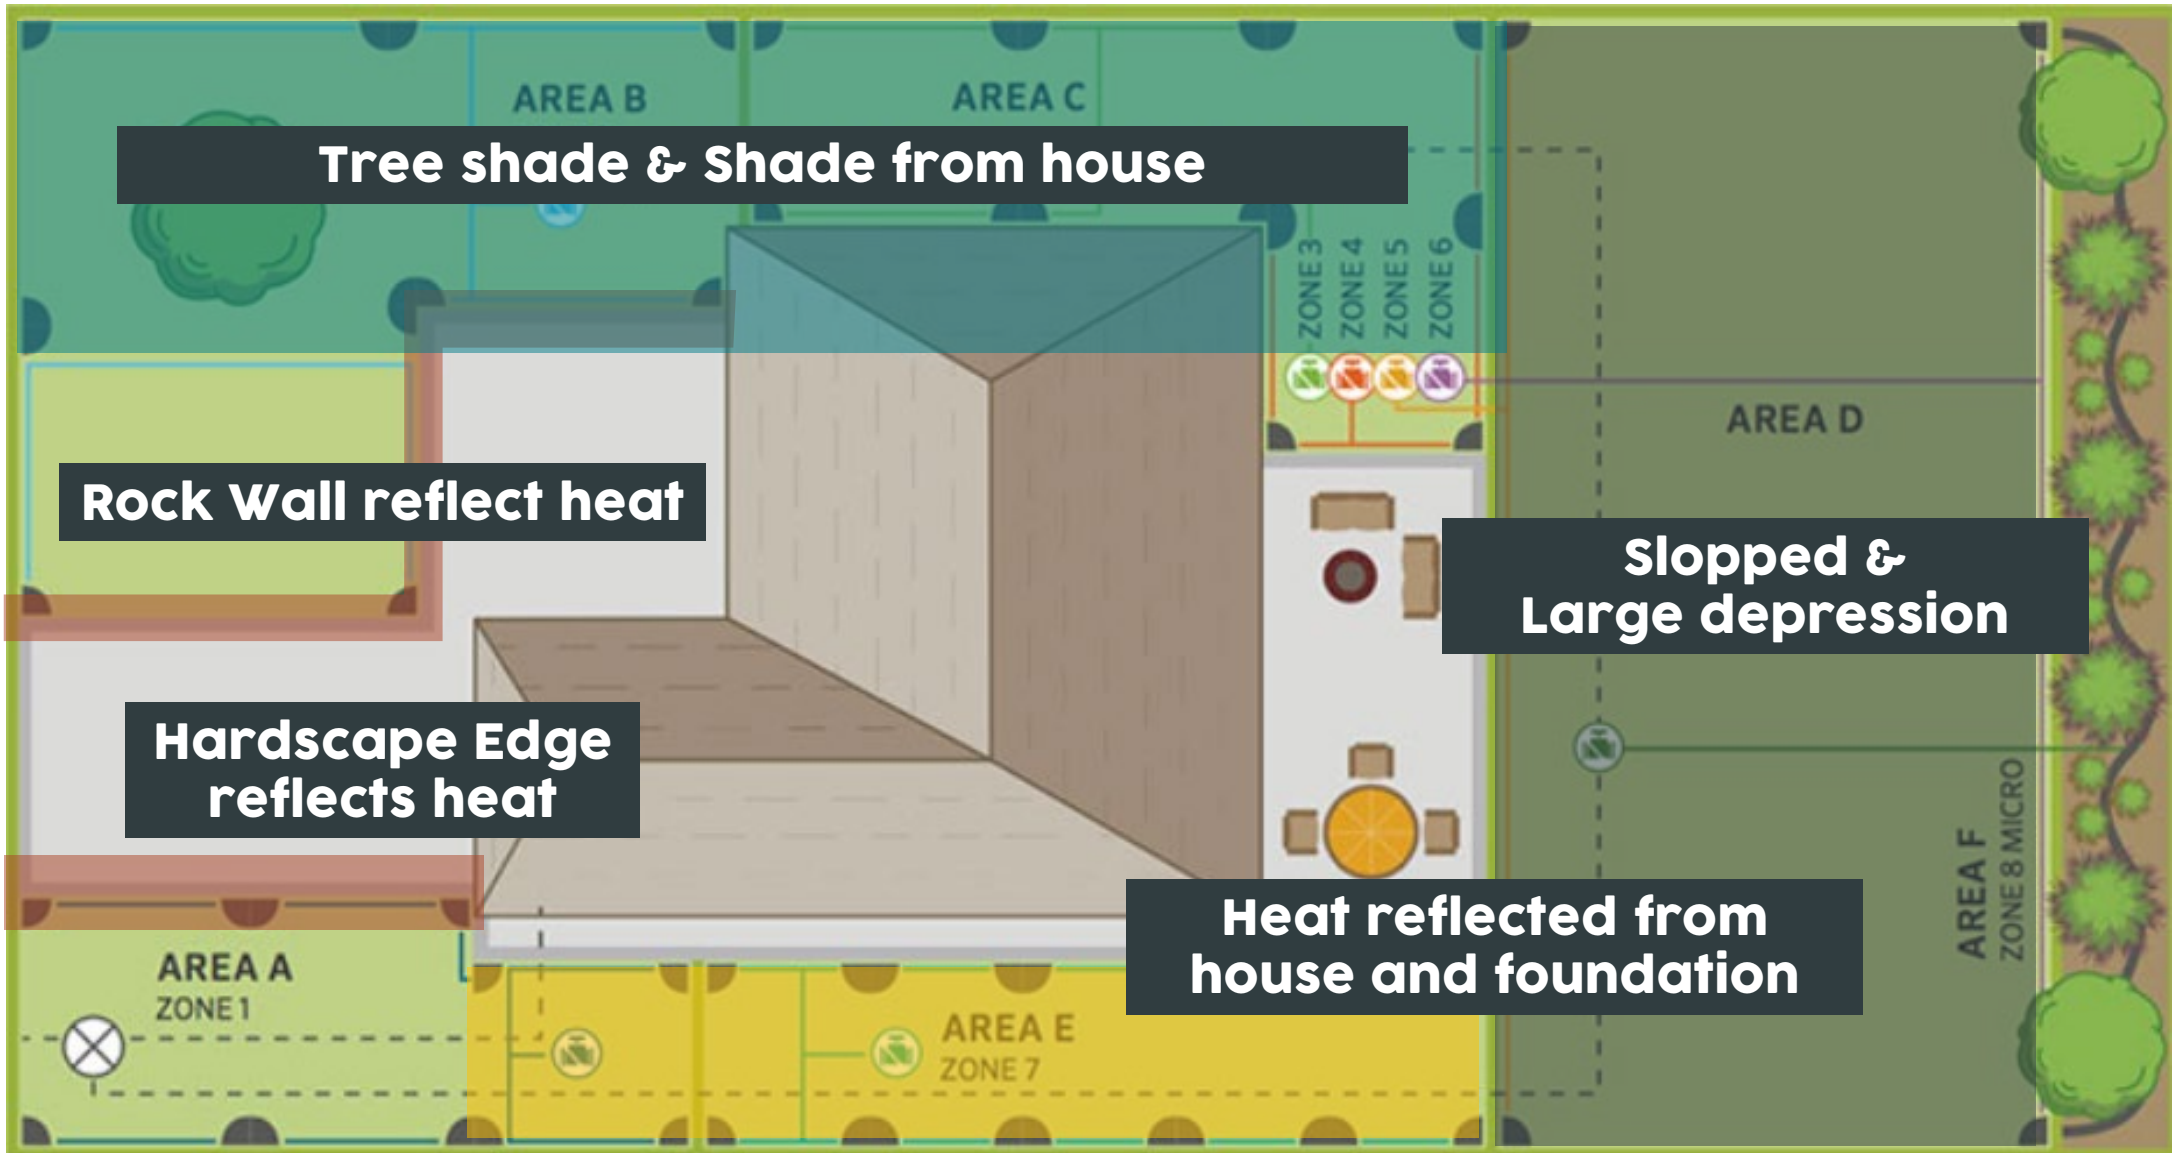 AREA B
AREA C
Tree shade & Shade from house
ZONE 3
ZONE 4
ZONE 5
ZONE 6
AREA D
Rock Wall reflect heat
Slopped &
Large depression
Hardscape Edge
reflects heat
AREA F
ZONE 8 MICRO
Heat reflected from
house and foundation
AREA A
ZONE 1
AREA E
ZONE 7